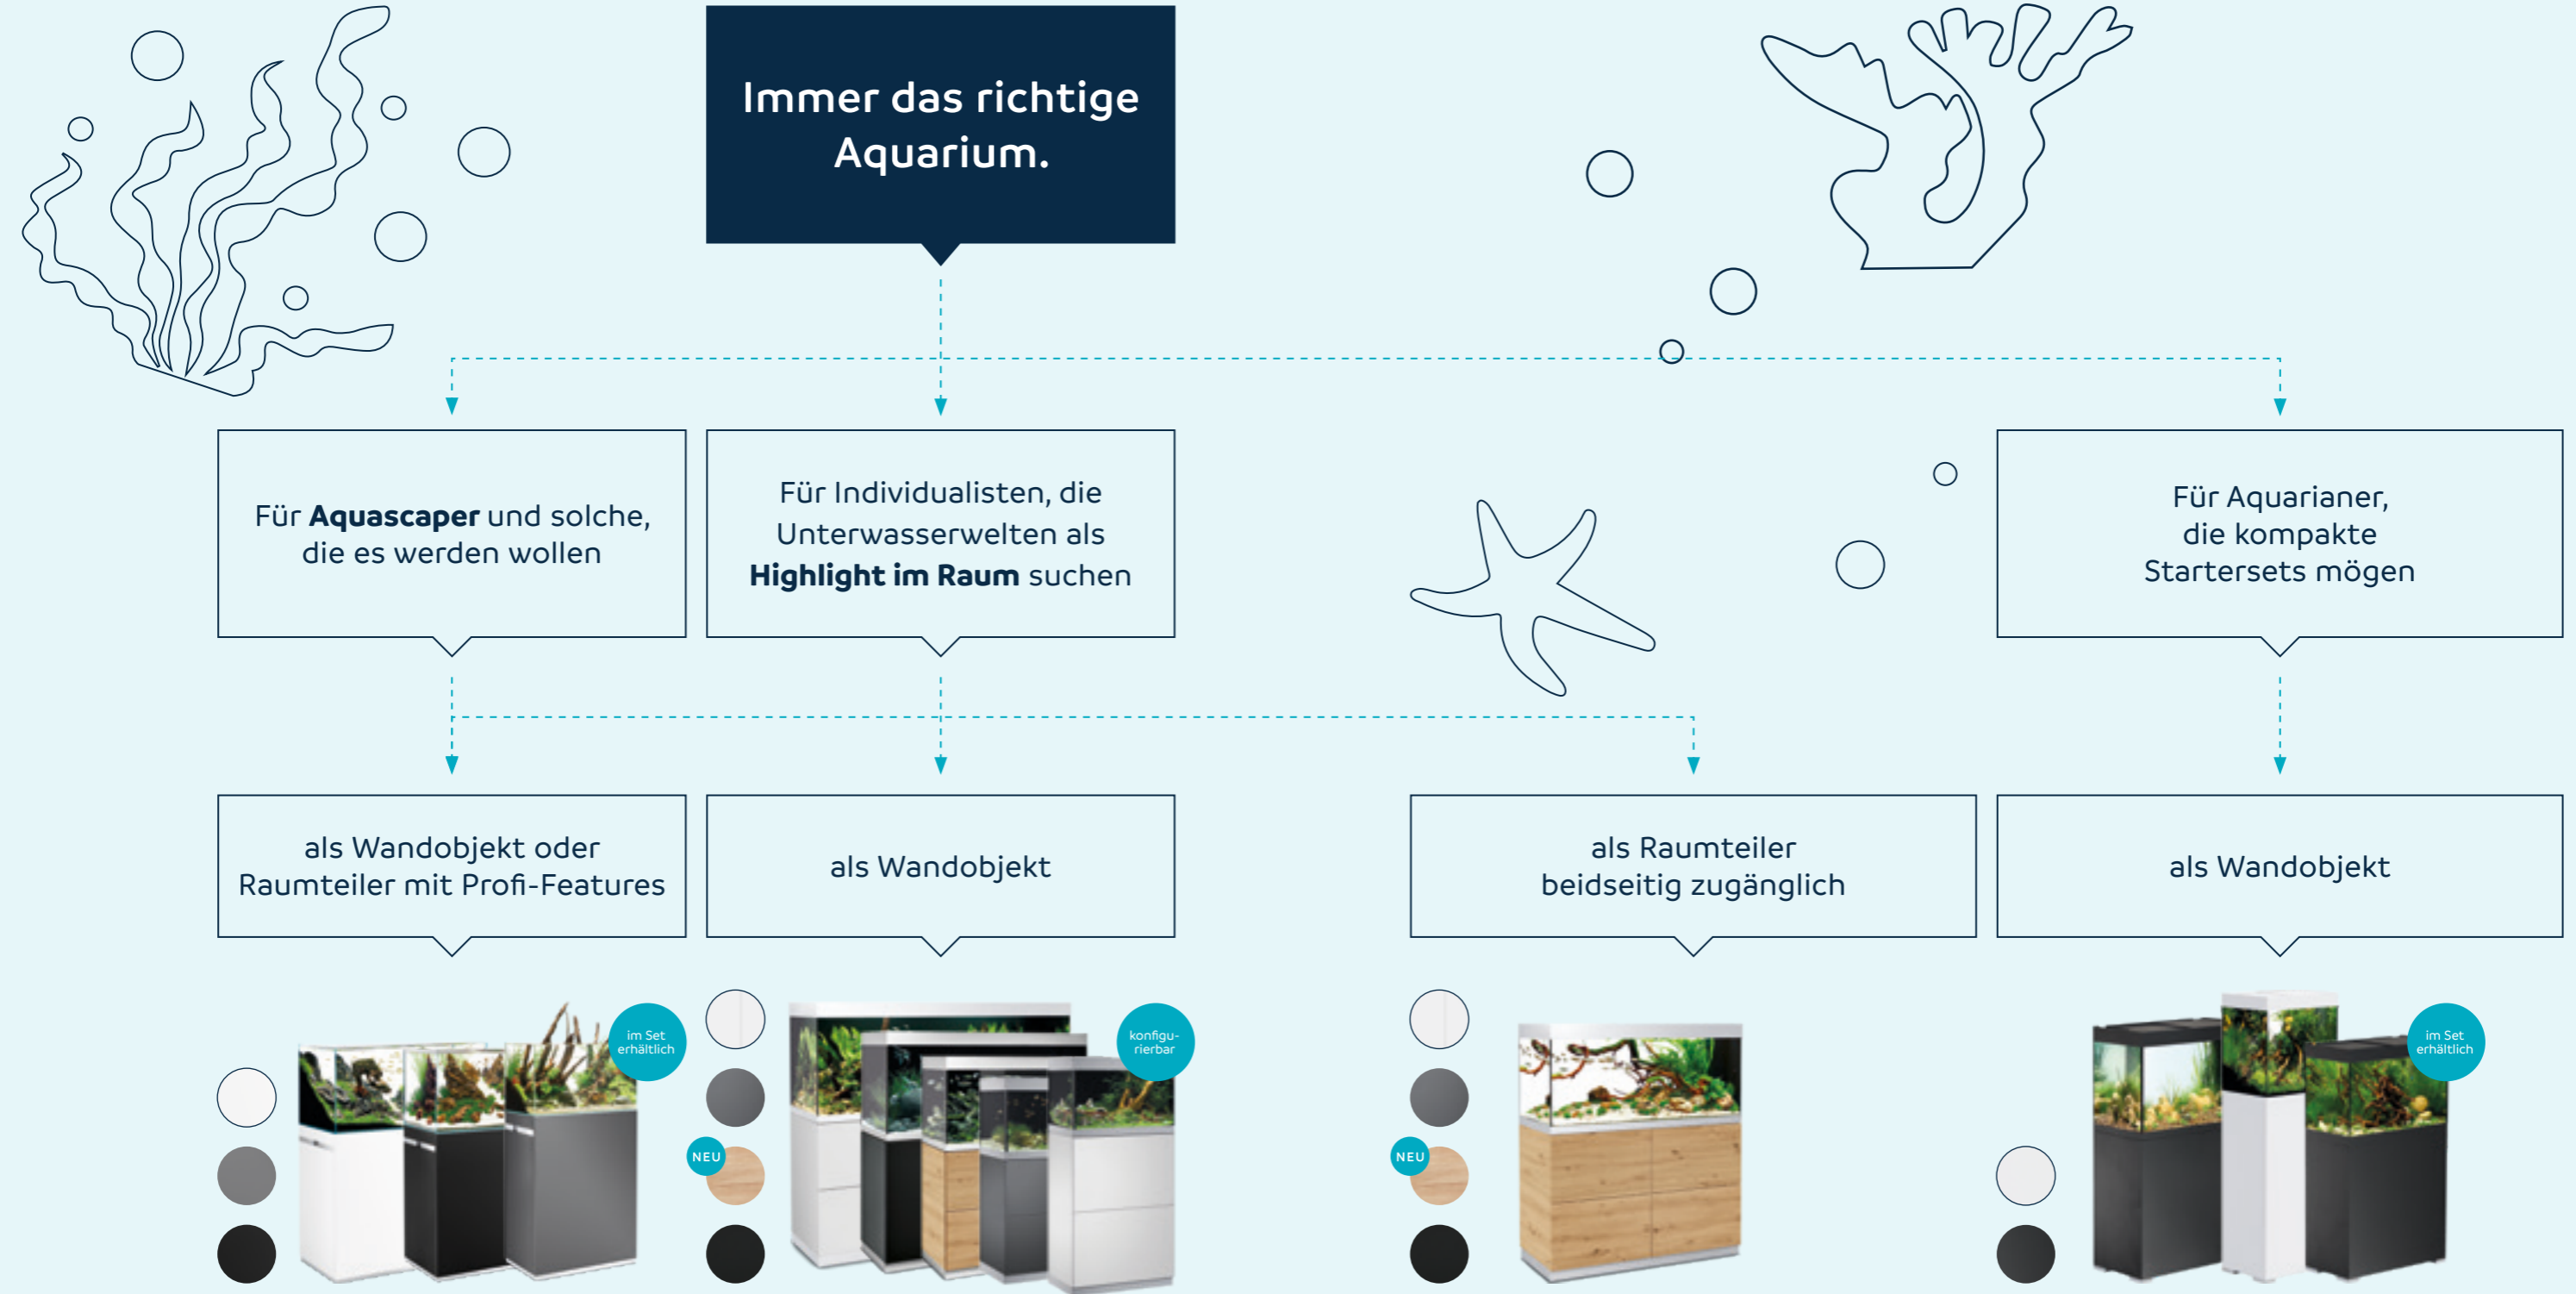 Immer das richtige
Aquarium.
Für Aquascaper und solche,
die es werden wollen
Für Individualisten, die
Unterwasserwelten als
Highlight im Raum suchen
Für Aquarianer,
die kompakte
Startersets mögen
als Wandobjekt oder
Raumteiler mit Profi-Features
als Wandobjekt
als Raumteiler
beidseitig zugänglich
als Wandobjekt
im Set
erhältlich
konfigu-
rierbar
NEU
NEU
im Set
erhältlich